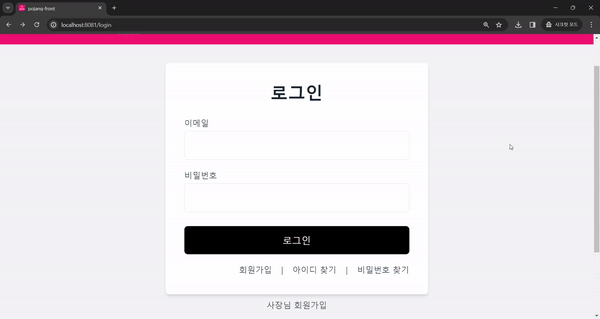 pojang-front
localhost:8081/login
시크릿 모드
로그인
이메일
비밀번호
로그인
회원가입 | 아이디 찾기 | 비밀번호 찾기
사장님 회원가입